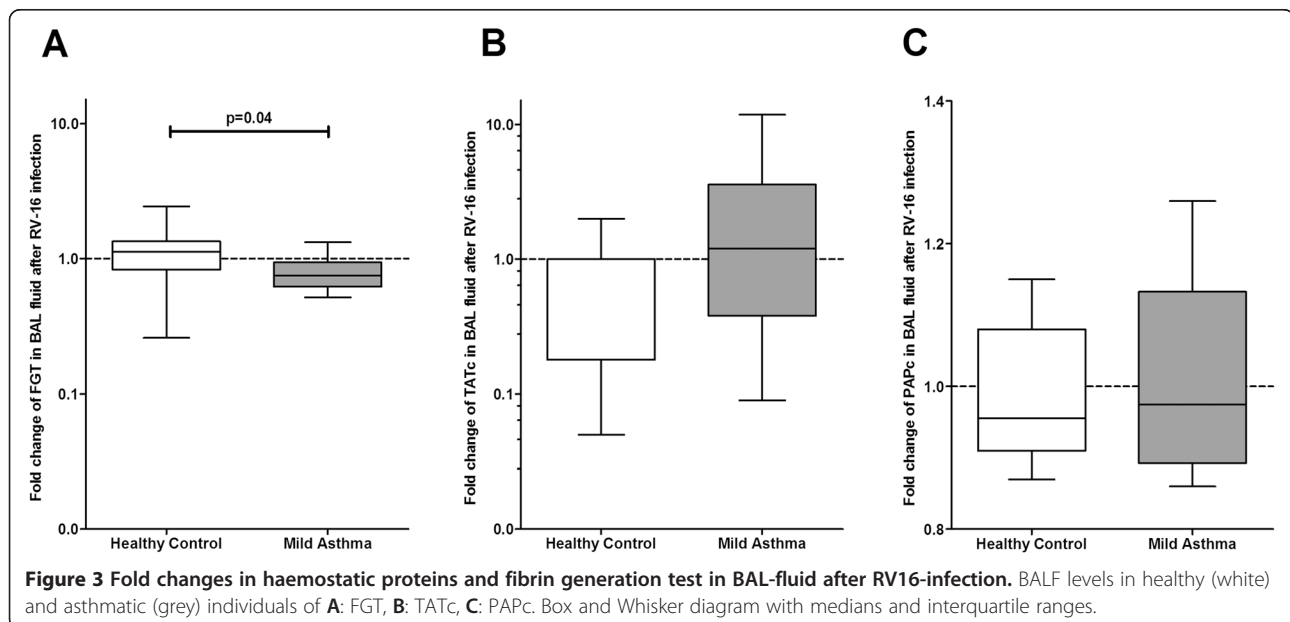 A
B
C
Fold change of FGT in BAL fluid after RV-16 infection
10.0
1.0
0.1
0.0
p=0.04
Healthy Control
Mild Asthma
Fold change of TATc in BAL fluid after RV-16 infection
10.0
1.0
0.1
0.0
Healthy Control
Mild Asthma
Fold change of PAPc in BAL fluid after RV-16 infection
1.4
1.2
1.0
0.8
Healthy Control
Mild Asthma
Figure 3 Fold changes in haemostatic proteins and fibrin generation test in BAL-fluid after RV16-infection. BALF levels in healthy (white)
and asthmatic (grey) individuals of A: FGT, B: TATc, C: PAPc. Box and Whisker diagram with medians and interquartile ranges.